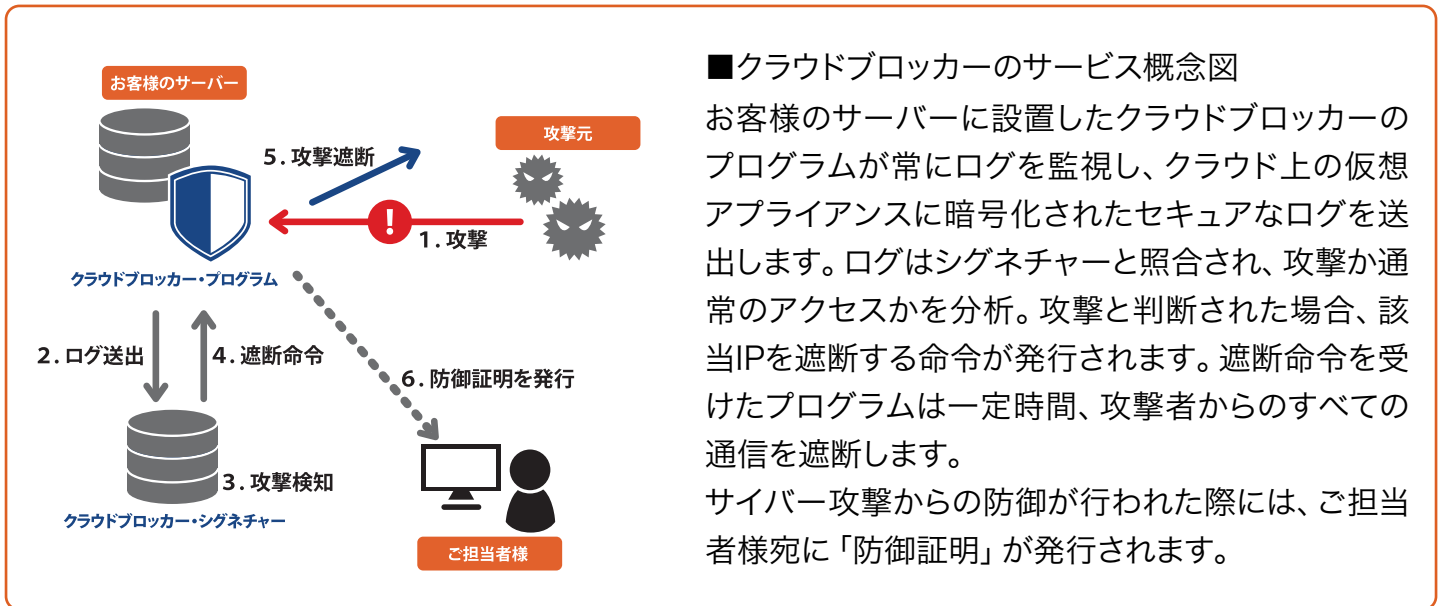 お客様のサーバー
攻撃元
5. 攻撃遮断
!
1. 攻撃
クラウドブロッカー・プログラム
2. ログ送出
4. 遮断命令
6. 防御証明を発行
3. 攻撃検知
クラウドブロッカー・シグネチャー
ご担当者様
■クラウドブロッカーのサービス概念図
お客様のサーバーに設置したクラウドブロッカーの
プログラムが常にログを監視し、クラウド上の仮想
アプライアンスに暗号化されたセキュアなログを送
出します。ログはシグネチャーと照合され、攻撃か通
常のアクセスかを分析。攻撃と判断された場合、該
当IPを遮断する命令が発行されます。遮断命令を受
けたプログラムは一定時間、攻撃者からのすべての
通信を遮断します。
サイバー攻撃からの防御が行われた際には、ご担当
者様宛に「防御証明」が発行されます。